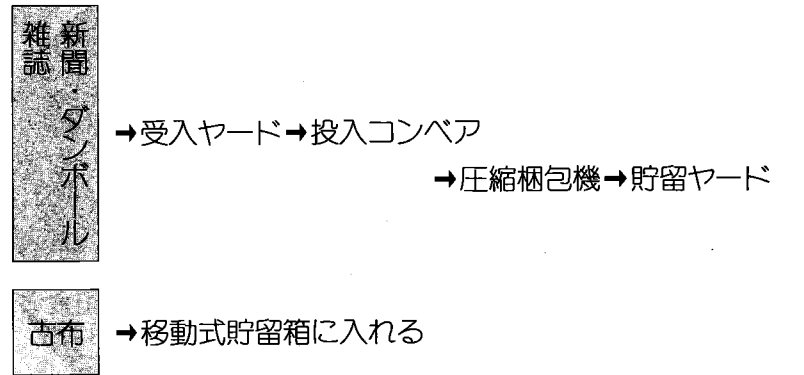 新聞・ダンボール
雑誌
➡受入ヤード➡投入コンベア
➡圧縮梱包機➡貯留ヤード
古布
➡移動式貯留箱に入れる